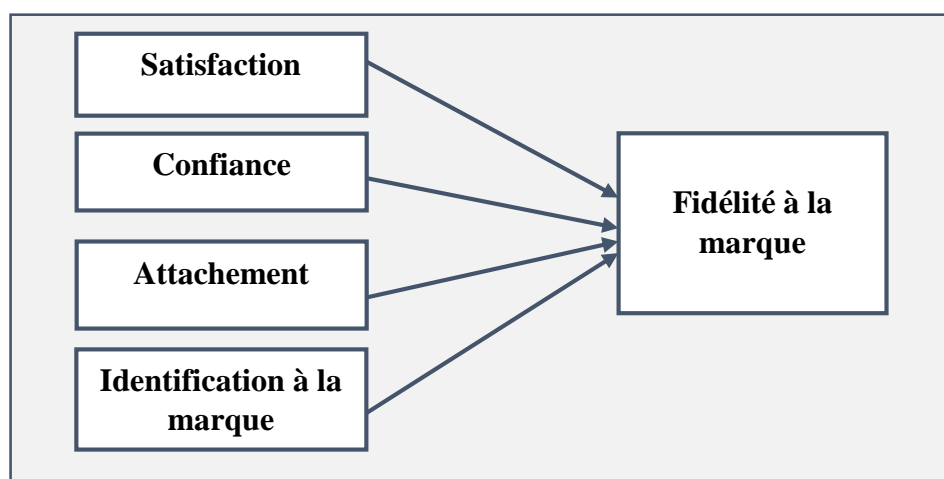 Satisfaction
Confiance
Attachement
Identification à la
marque
Fidélité à la
marque